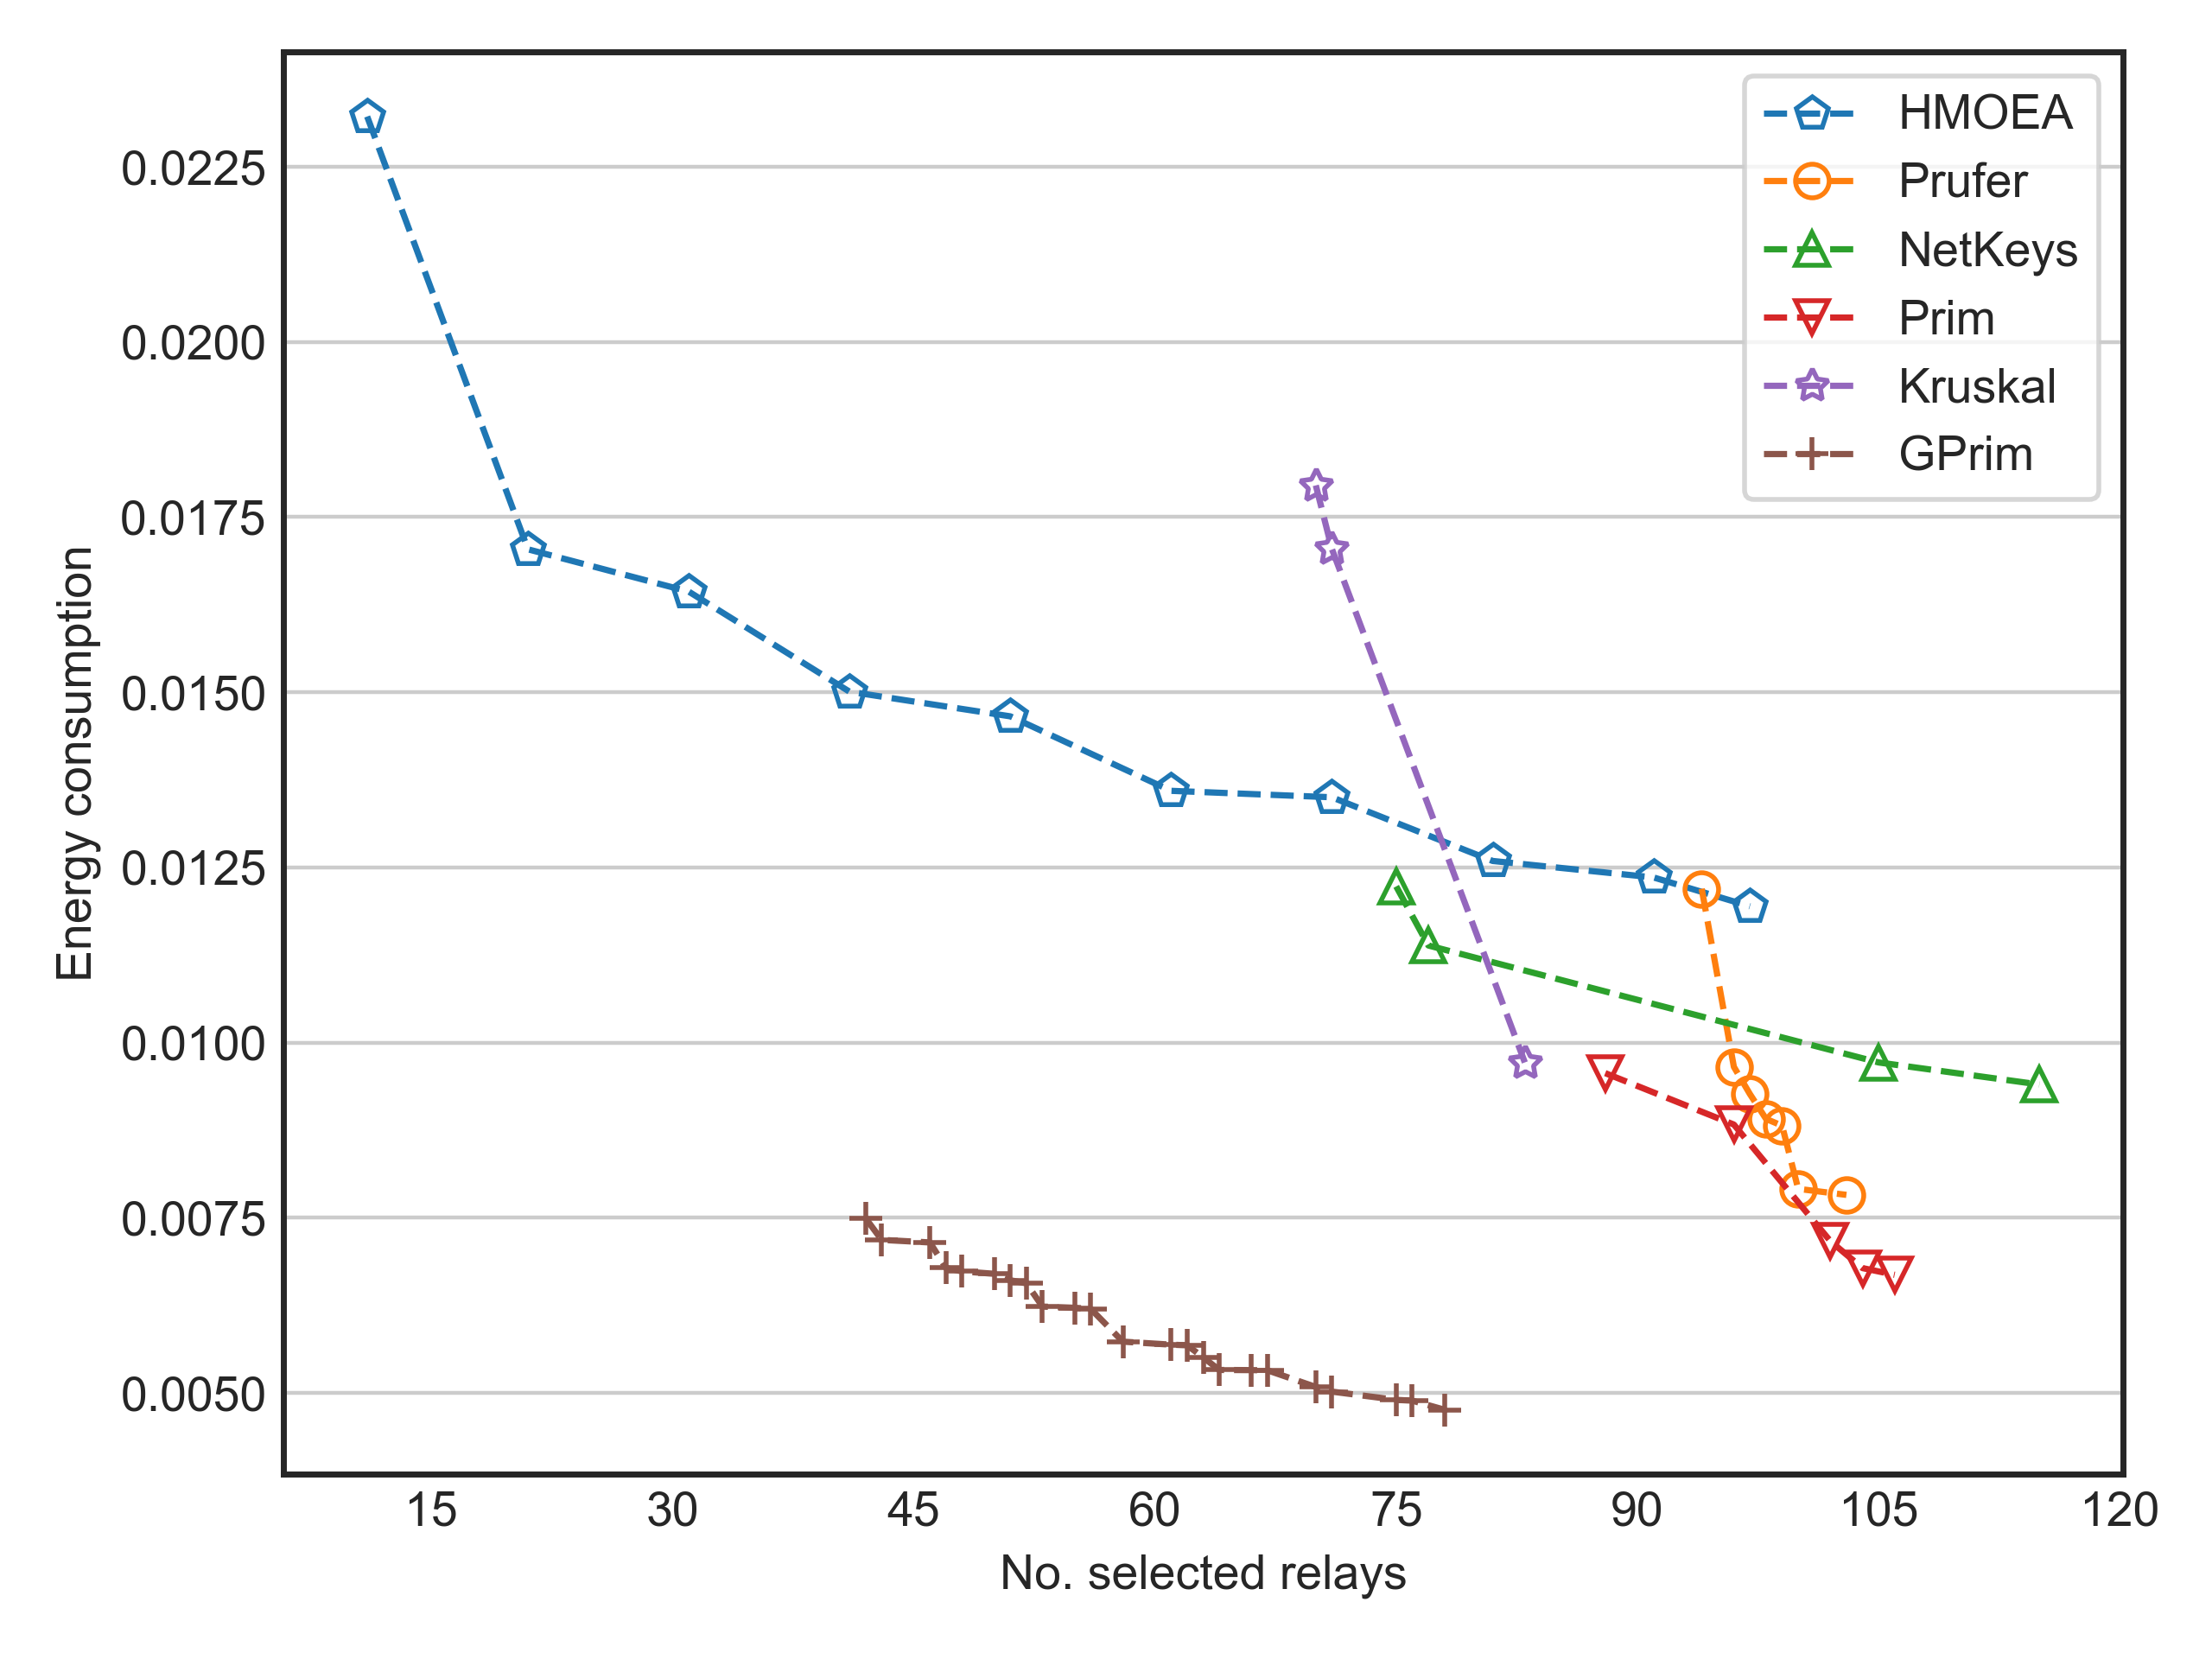 HMOEA
Prufer
NetKeys
Prim
Kruskal
GPrim
0.0225
0.0200
0.0175
0.0150
0.0125
0.0100
0.0075
0.0050
Energy consumption
15 30 45 60 75 90 105 120
No. selected relays